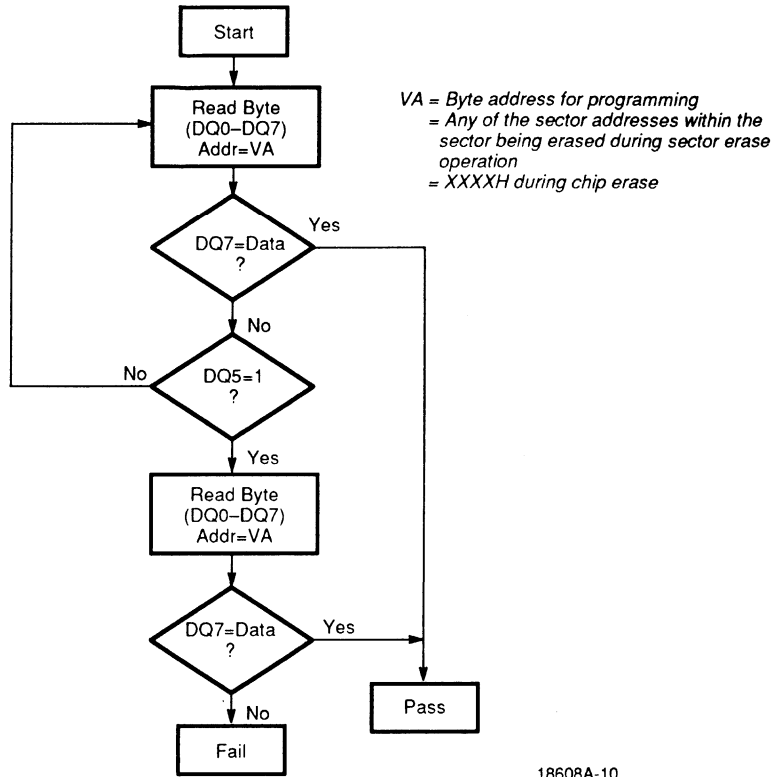 Start
Read Byte
(DQ0–DQ7)
Addr=VA
VA = Byte address for programming
= Any of the sector addresses within the
sector being erased during sector erase
operation
= XXXXH during chip erase
DQ7=Data
?
Yes
No
DQ5=1
?
No
Yes
Read Byte
(DQ0–DQ7)
Addr=VA
DQ7=Data
?
Yes
No
Pass
Fail
18608A-10